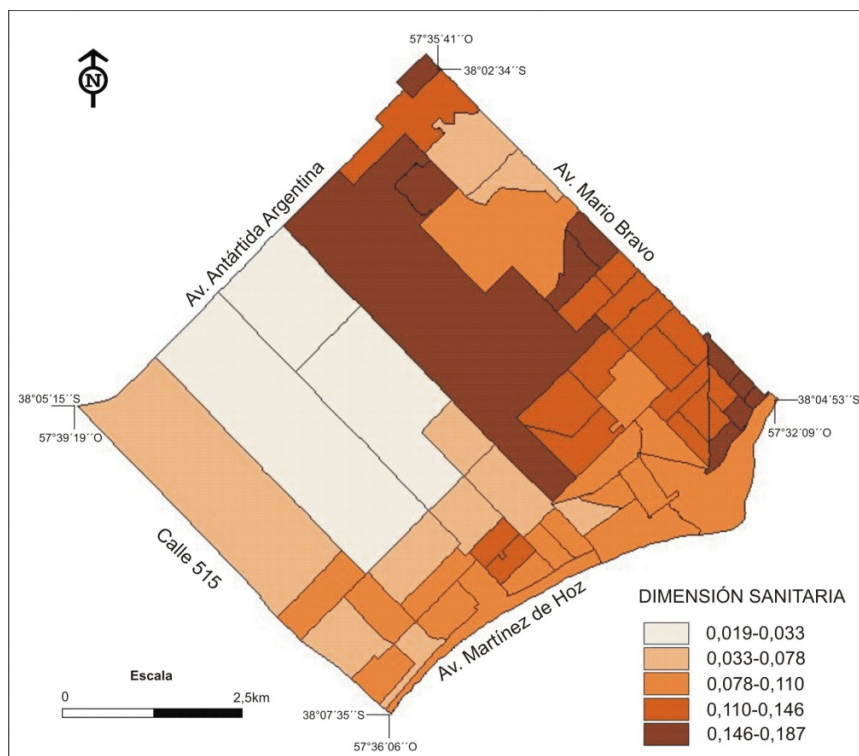 57°35´41´´O
38°02´34´´S
N
Av. Antártida Argentina
Av. Mario Bravo
38°05´15´´S
57°39´19´´O
38°04´53´´S
57°32´09´´O
Calle 515
Av. Martínez de Hoz
DIMENSIÓN SANITARIA
0,019-0,033
0,033-0,078
0,078-0,110
0,110-0,146
0,146-0,187
Escala
0 2,5km
38°07´35´´S
57°36´06´´O